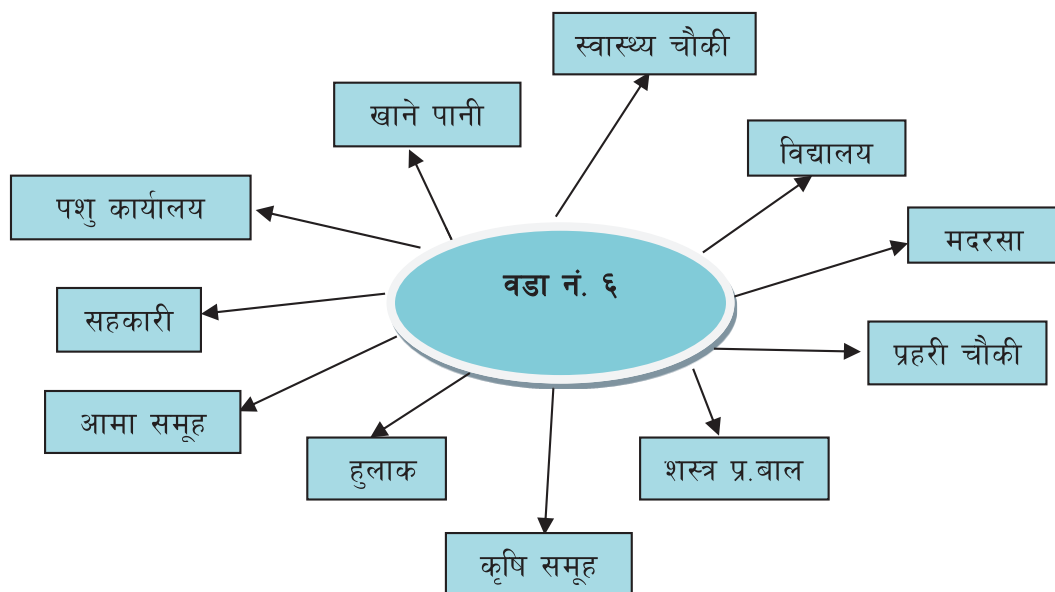 स्वास्थ्य चौकी
खाने पानी
विद्यालय
पशु कार्यालय
मदरसा
वडा नं. ६
सहकारी
प्रहरी चौकी
आमा समूह
हुलाक
शस्त्र प्र.बाल
कृषि समूह